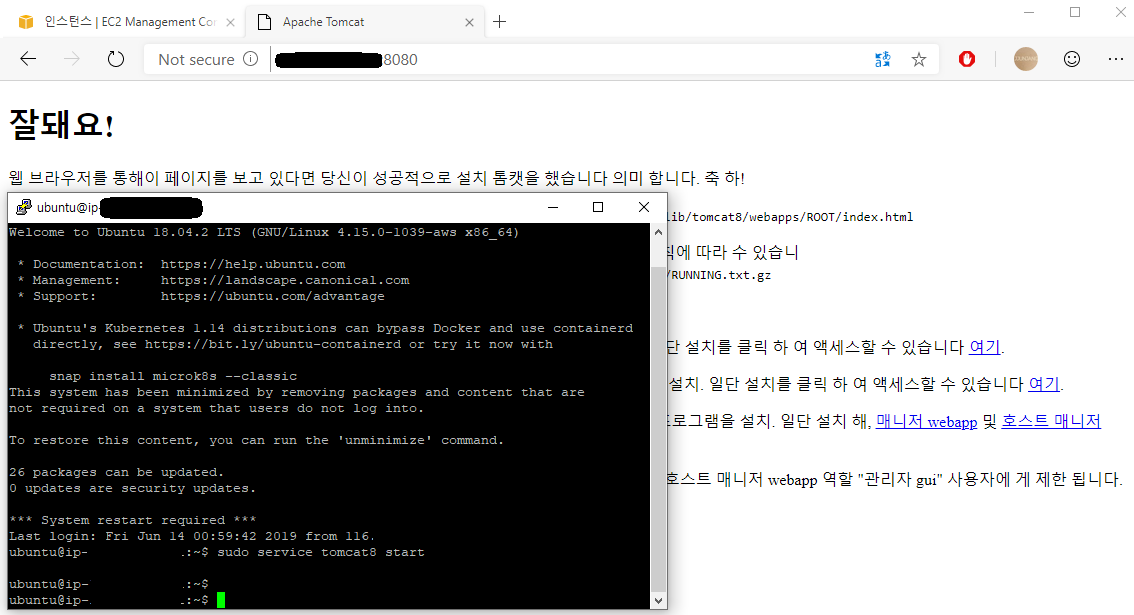 인스턴스 | EC2 Management Co
Apache Tomcat
Not secure
8080
잘돼요!
웹 브라우저를 통해이 페이지를 보고 있다면 당신이 성공적으로 설치 톰캣을 했습니다 의미 합니다. 축 하!
lib/tomcat8/webapps/ROOT/index.html
에 따라 수 있습니
/RUNNING.txt.gz
단 설치를 클릭 하 여 액세스할 수 있습니다 여기.
설치. 일단 설치를 클릭 하 여 액세스할 수 있습니다 여기.
로그램을 설치. 일단 설치 해, 매니저 webapp 및 호스트 매니저
호스트 매니저 webapp 역할 "관리자 gui" 사용자에 게 제한 됩니다.
ubuntu@ip-
Welcome to Ubuntu 18.04.2 LTS (GNU/Linux 4.15.0-1039-aws x86_64)
* Documentation: https://help.ubuntu.com
* Management: https://landscape.canonical.com
* Support: https://ubuntu.com/advantage
* Ubuntu's Kubernetes 1.14 distributions can bypass Docker and use containerd
directly, see https://bit.ly/ubuntu-containerd or try it now with
snap install microk8s --classic
This system has been minimized by removing packages and content that are
not required on a system that users do not log into.
To restore this content, you can run the 'unminimize' command.
26 packages can be updated.
0 updates are security updates.
*** System restart required ***
Last login: Fri Jun 14 00:59:42 2019 from 116.
ubuntu@ip- .:~$ sudo service tomcat8 start
ubuntu@ip- .:~$
ubuntu@ip-. .:~$